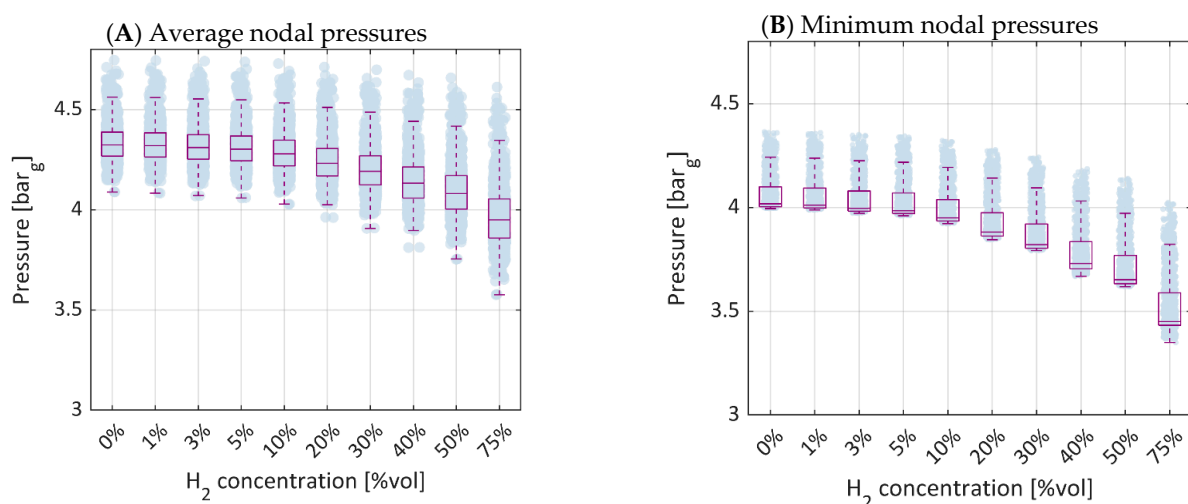 (A) Average nodal pressures
Pressure [bar g]
4.5
4
3.5
3
0% 1% 3% 5% 10% 20% 30% 40% 50% 75%
H2 concentration [%vol]
(B) Minimum nodal pressures
Pressure [bar g]
4.5
4
3.5
3
0% 1% 3% 5% 10% 20% 30% 40% 50% 75%
H2 concentration [%vol]